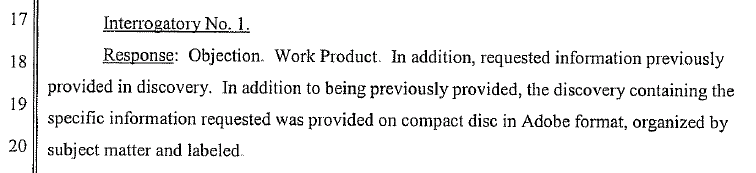 17 Interrogatory No. 1.
18 Response: Objection. Work Product. In addition, requested information previously
provided in discovery. In addition to being previously provided, the discovery containing the
19 specific information requested was provided on compact disc in Adobe format, organized by
20 subject matter and labeled.